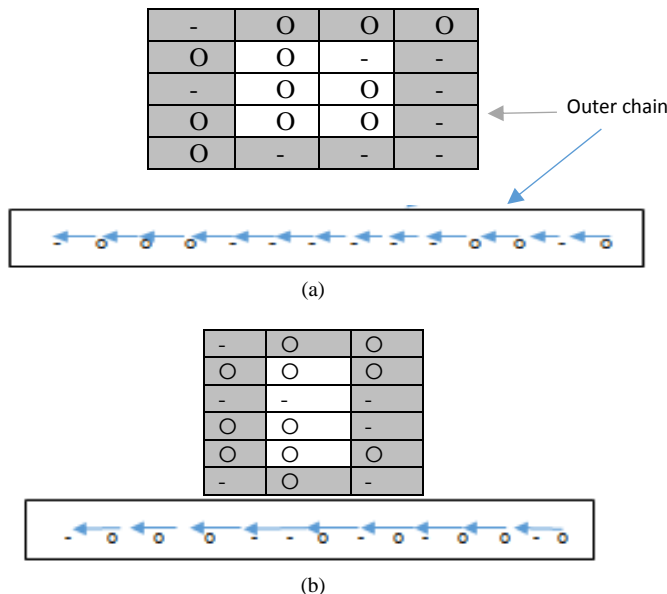 - O O O
O O - -
- O O -
O O O -
O - - -
Outer chain
- o o o - - - - - - o o - o
(a)
- O O
O O O
- - -
O O -
O O O
- O -
- o o o - - o - o - o o - o
(b)